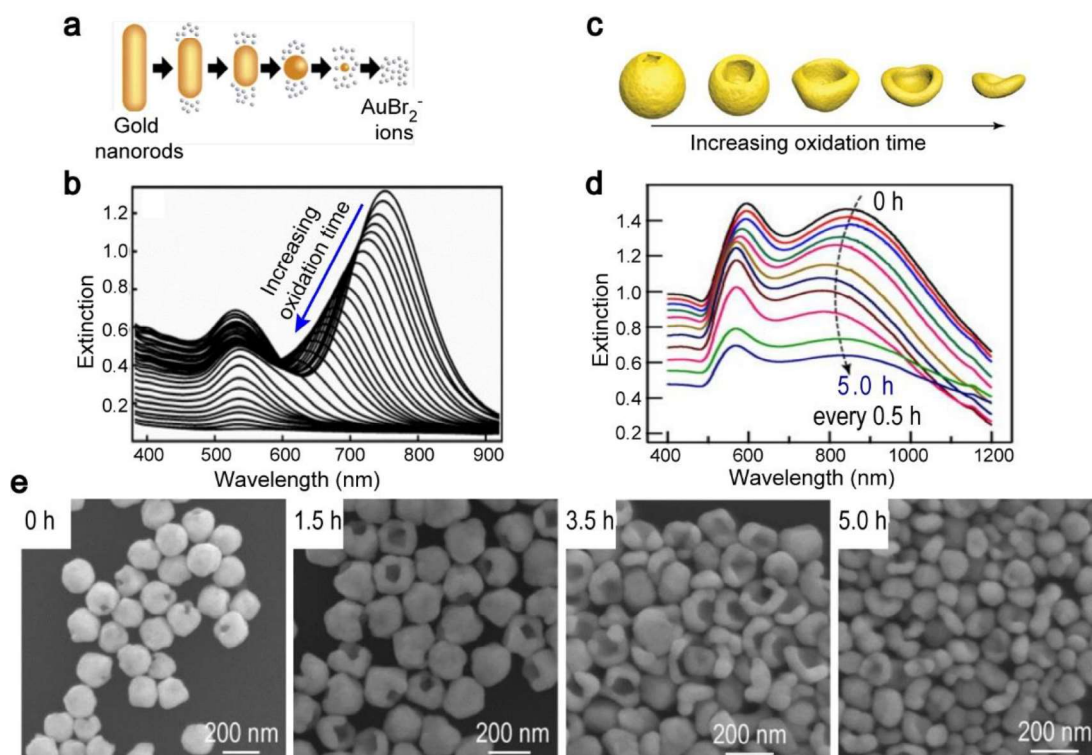 a
Gold
nanorods
AuBr2-
ions
b
1.2
1.0
0.8
0.6
0.4
0.2
Extinction
Increasing
oxidation time
400 500 600 700 800 900
Wavelength (nm)
c
Increasing oxidation time
d
1.4
1.2
1.0
0.8
0.6
0.4
0.2
Extinction
0 h
5.0 h
every 0.5 h
400 600 800 1000 1200
Wavelength (nm)
e
0 h
200 nm
1.5 h
200 nm
3.5 h
200 nm
5.0 h
200 nm